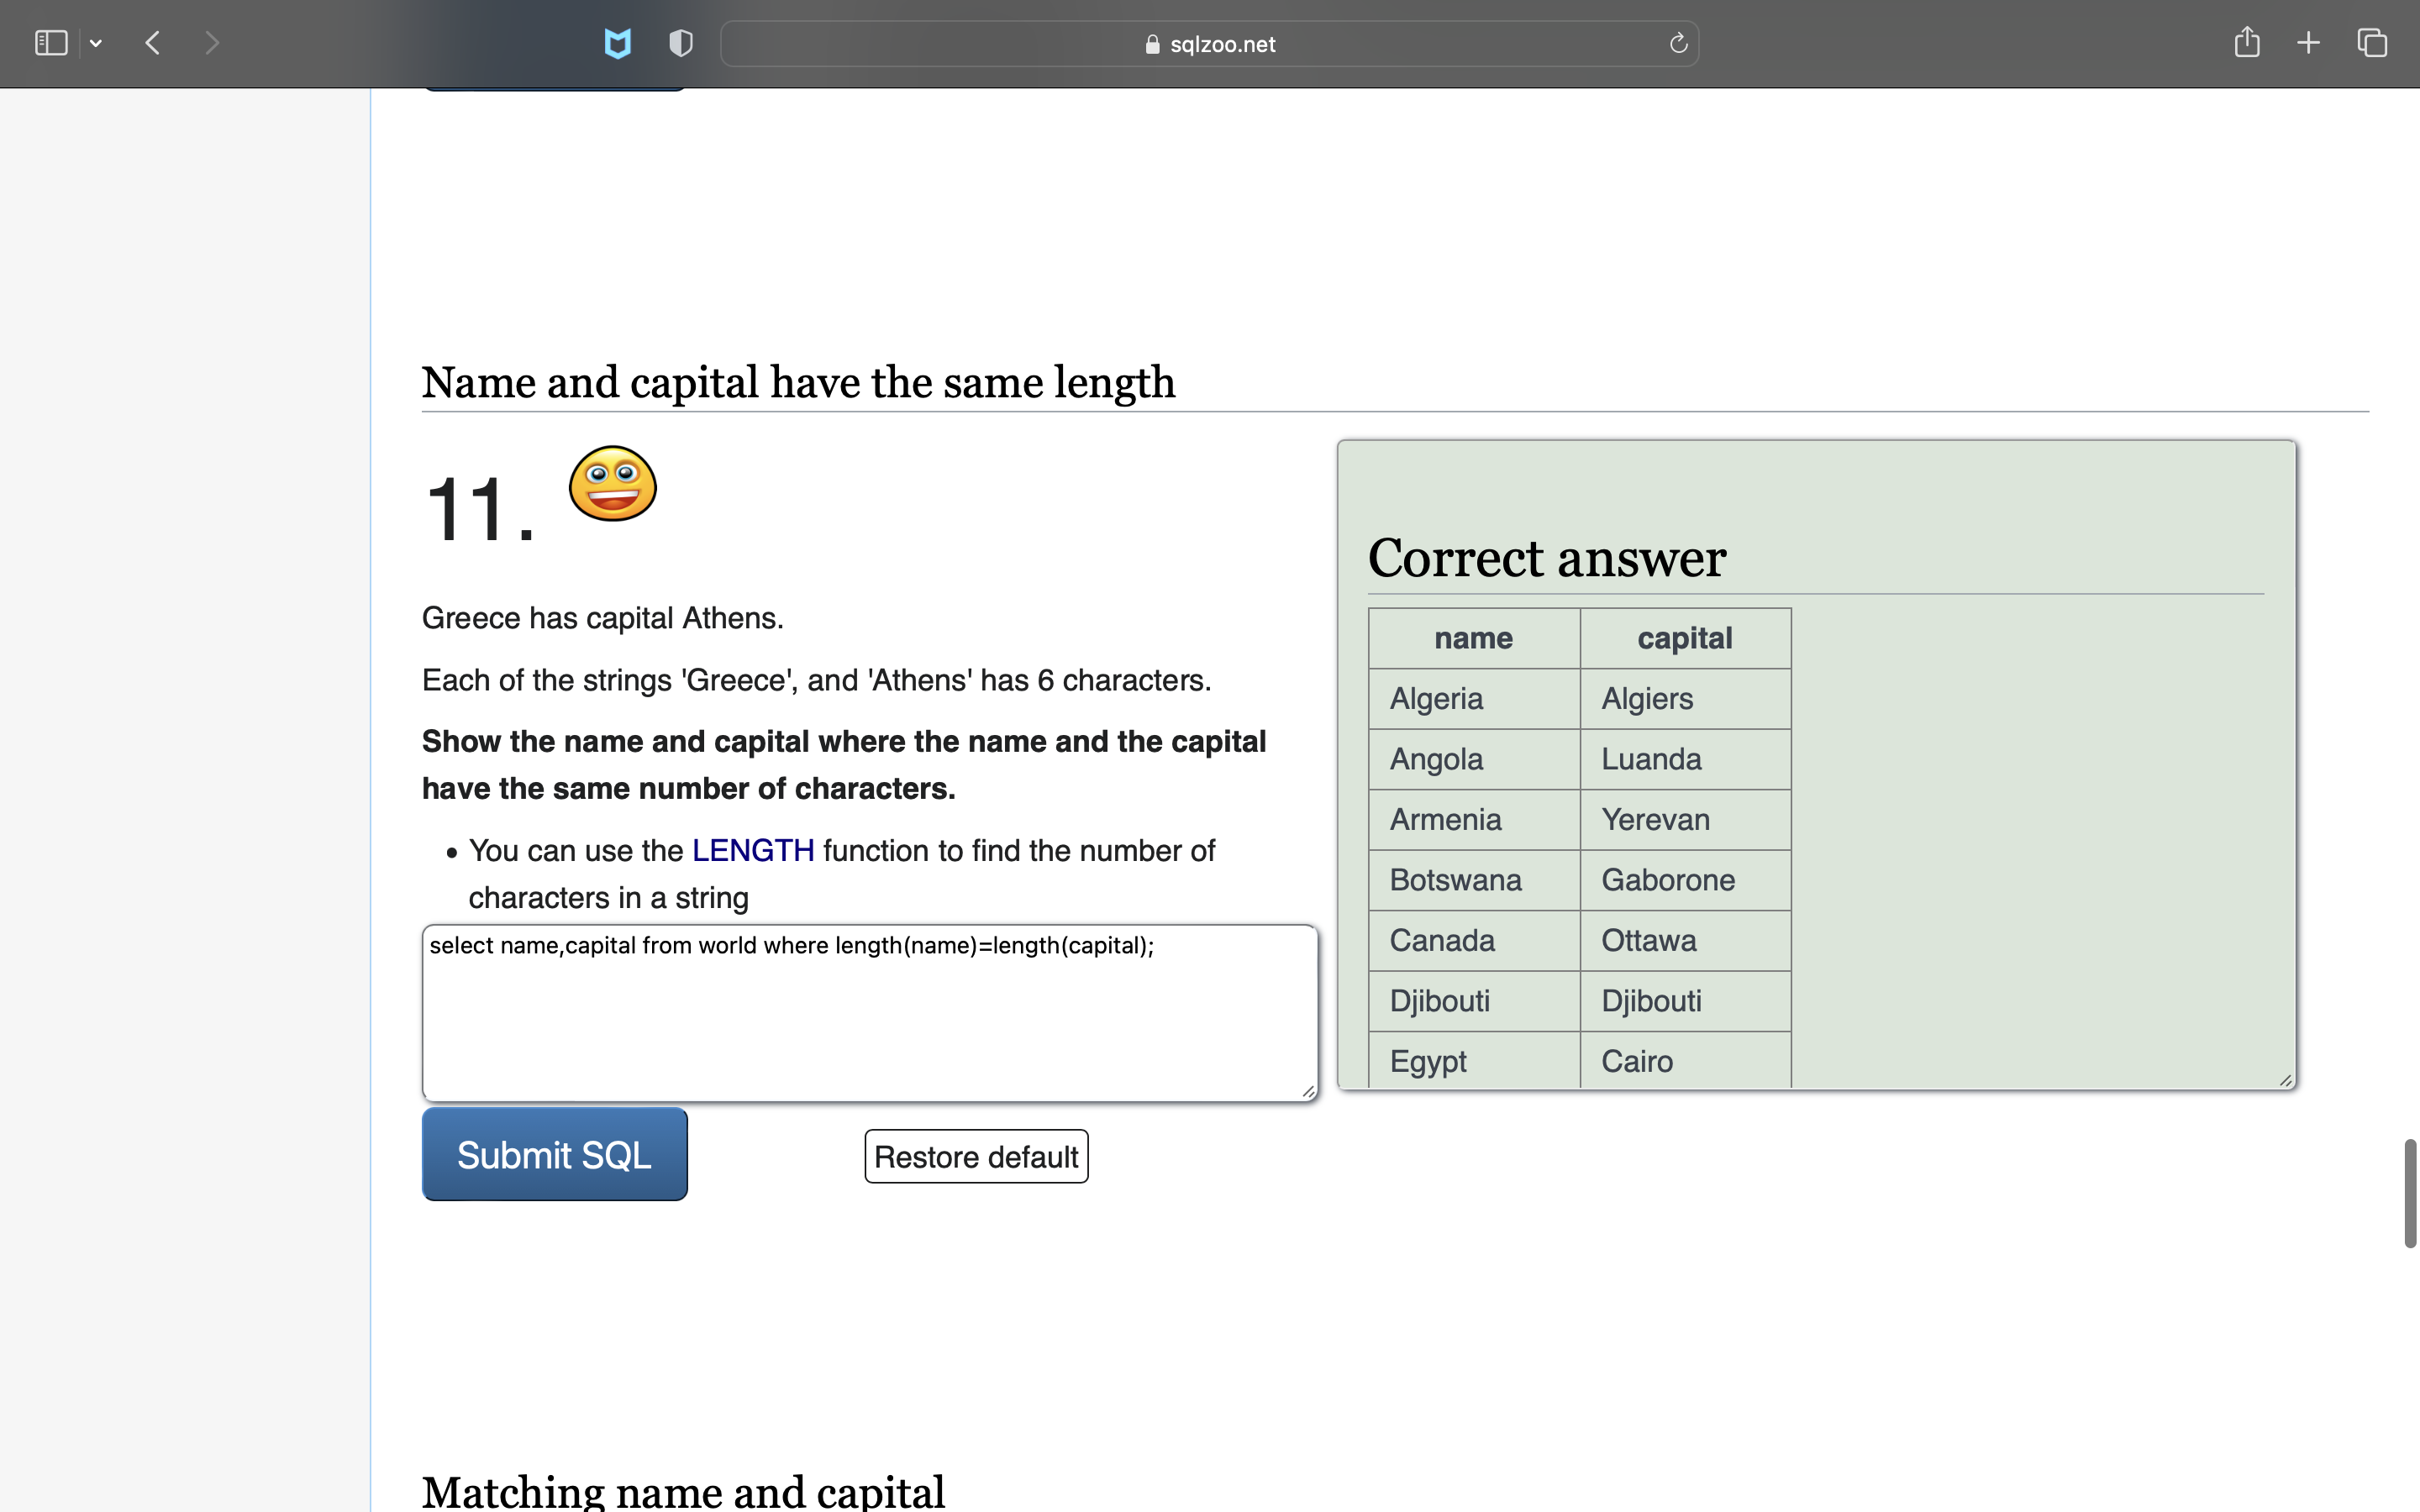 sqlzoo.net
Name and capital have the same length
11.
Greece has capital Athens.
Each of the strings 'Greece', and 'Athens' has 6 characters.
Show the name and capital where the name and the capital
have the same number of characters.
• You can use the LENGTH function to find the number of
characters in a string
select name,capital from world where length(name)=length(capital);
Submit SQL
Restore default
Correct answer
name capital
Algeria Algiers
Angola Luanda
Armenia Yerevan
Botswana Gaborone
Canada Ottawa
Djibouti Djibouti
Egypt Cairo
Matching name and capital